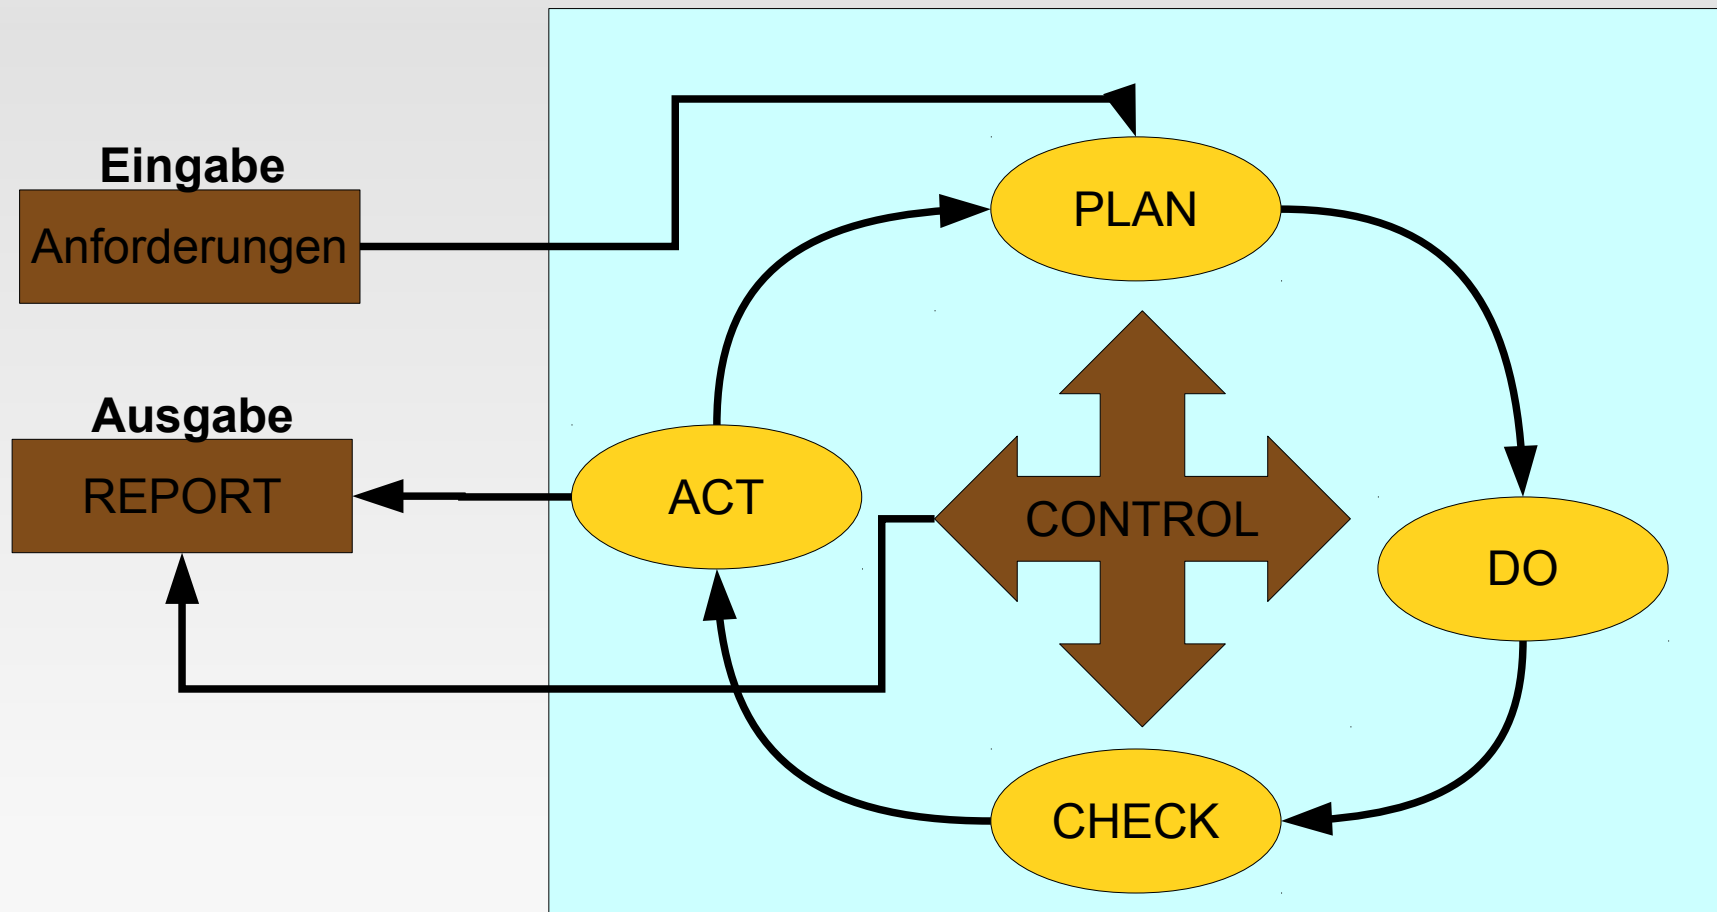 Eingabe
Anforderungen
Ausgabe
REPORT
PLAN
ACT
CONTROL
DO
CHECK